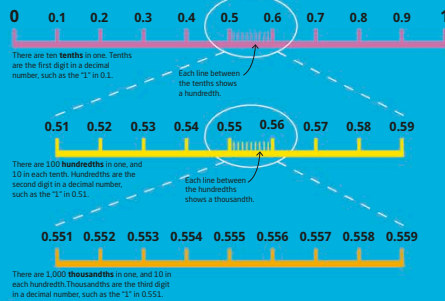 0 0.1 0.2 0.3 0.4 0.5 0.6 0.7 0.8 0.9 1
There are ten tenths in one. Tenths
are the first digit in a decimal
number, such as the "1" in 0.1.
Each line between
the tenths shows
a hundredth.
0.51 0.52 0.53 0.54 0.55 0.56 0.57 0.58 0.59
There are 100 hundredths in one, and
10 in each tenth. Hundredths are the
second digit in a decimal number,
such as the "1" in 0.51.
Each line between
the hundredths
shows a thousandth.
0.551 0.552 0.553 0.554 0.555 0.556 0.557 0.558 0.559
There are 1,000 thousandths in one, and 10 in
each hundredth. Thousandths are the third digit
in a decimal number, such as the "1" in 0.551.